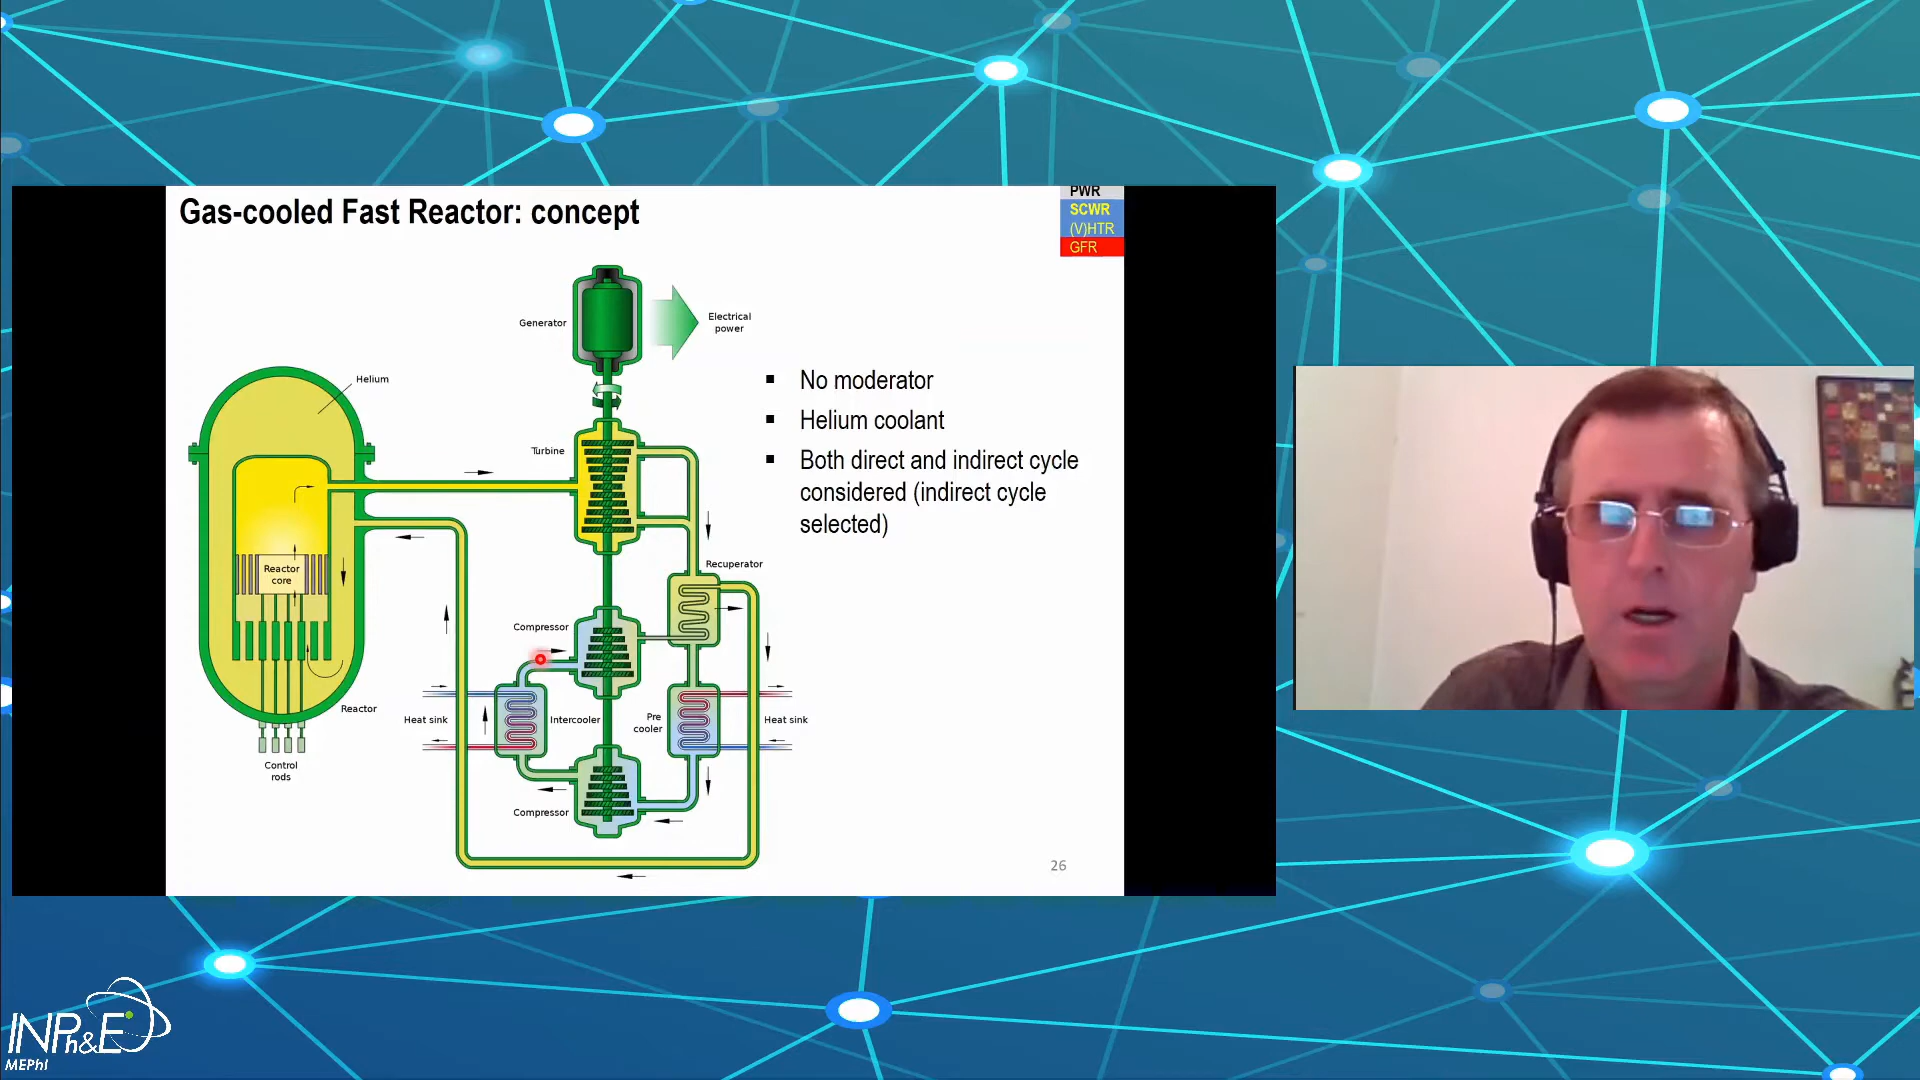 Gas-cooled Fast Reactor: concept
PWR
SCWR
(V)HTR
GFR
Generator
Electrical
power
Helium
No moderator
Helium coolant
Both direct and indirect cycle
considered (indirect cycle
selected)
Turbine
Recuperator
Reactor
core
Compressor
Reactor
Heat sink
Intercooler
Pre
cooler
Heat sink
Control
rods
Compressor
26
INPh&E
MEPhI